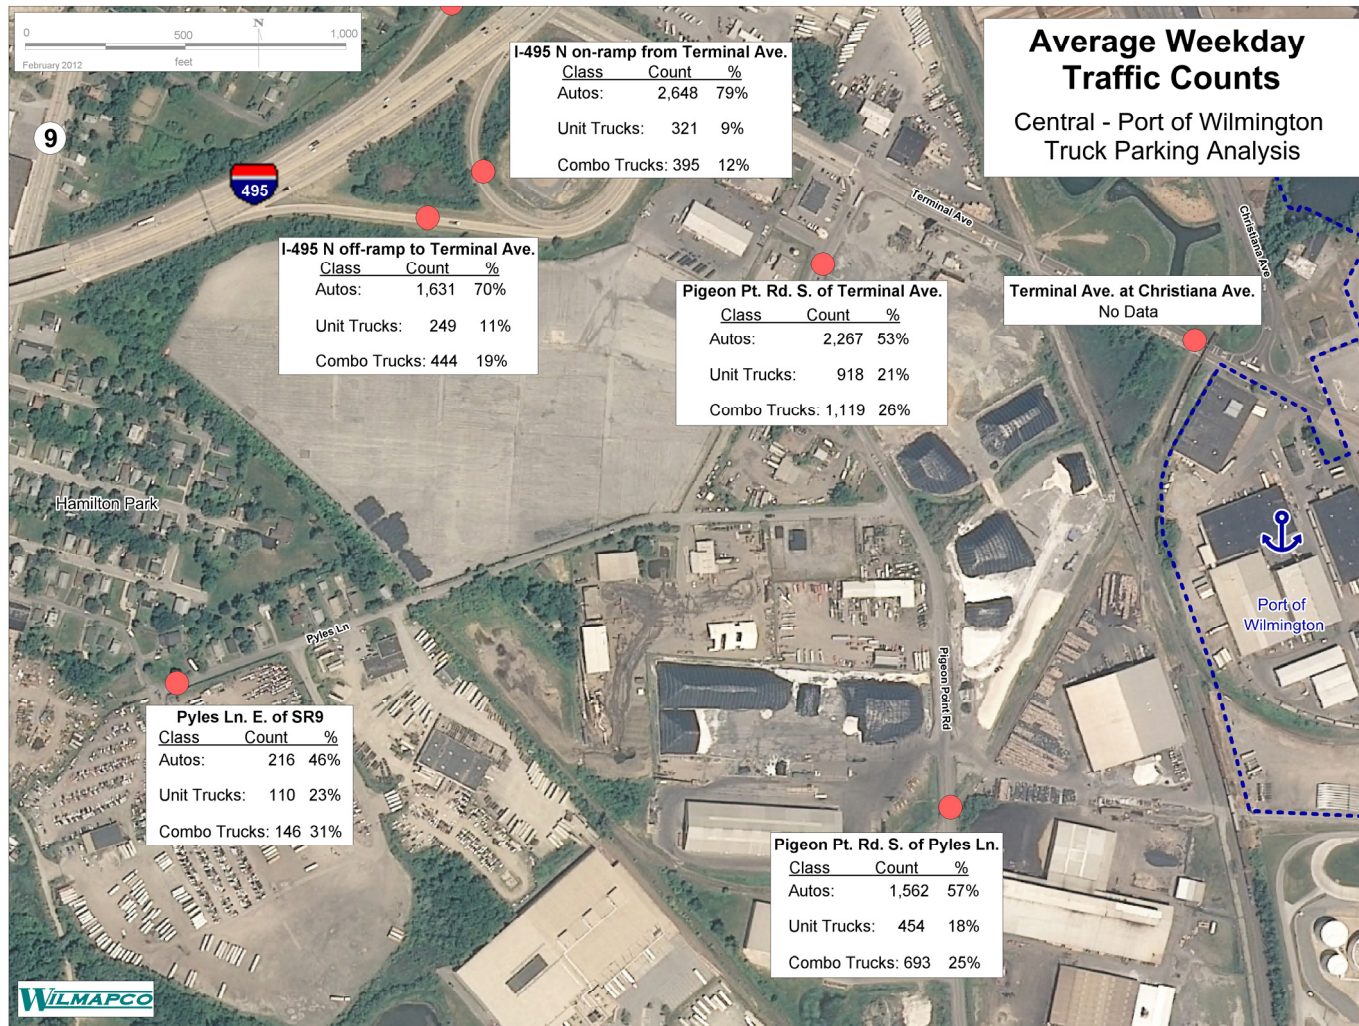 0 500 1,000
N
February 2012 feet
Average Weekday
Traffic Counts
Central - Port of Wilmington
Truck Parking Analysis
9
495
I-495 N on-ramp from Terminal Ave.
Class Count %
Autos: 2,648 79%
Unit Trucks: 321 9%
Combo Trucks: 395 12%
I-495 N off-ramp to Terminal Ave.
Class Count %
Autos: 1,631 70%
Unit Trucks: 249 11%
Combo Trucks: 444 19%
Terminal Ave
Christiana Ave
Pigeon Pt. Rd. S. of Terminal Ave.
Class Count %
Autos: 2,267 53%
Unit Trucks: 918 21%
Combo Trucks: 1,119 26%
Terminal Ave. at Christiana Ave.
No Data
Hamilton Park
Port of
Wilmington
Pyles Ln
Pigeon Point Rd
Pyles Ln. E. of SR9
Class Count %
Autos: 216 46%
Unit Trucks: 110 23%
Combo Trucks: 146 31%
Pigeon Pt. Rd. S. of Pyles Ln.
Class Count %
Autos: 1,562 57%
Unit Trucks: 454 18%
Combo Trucks: 693 25%
WILMAPCO